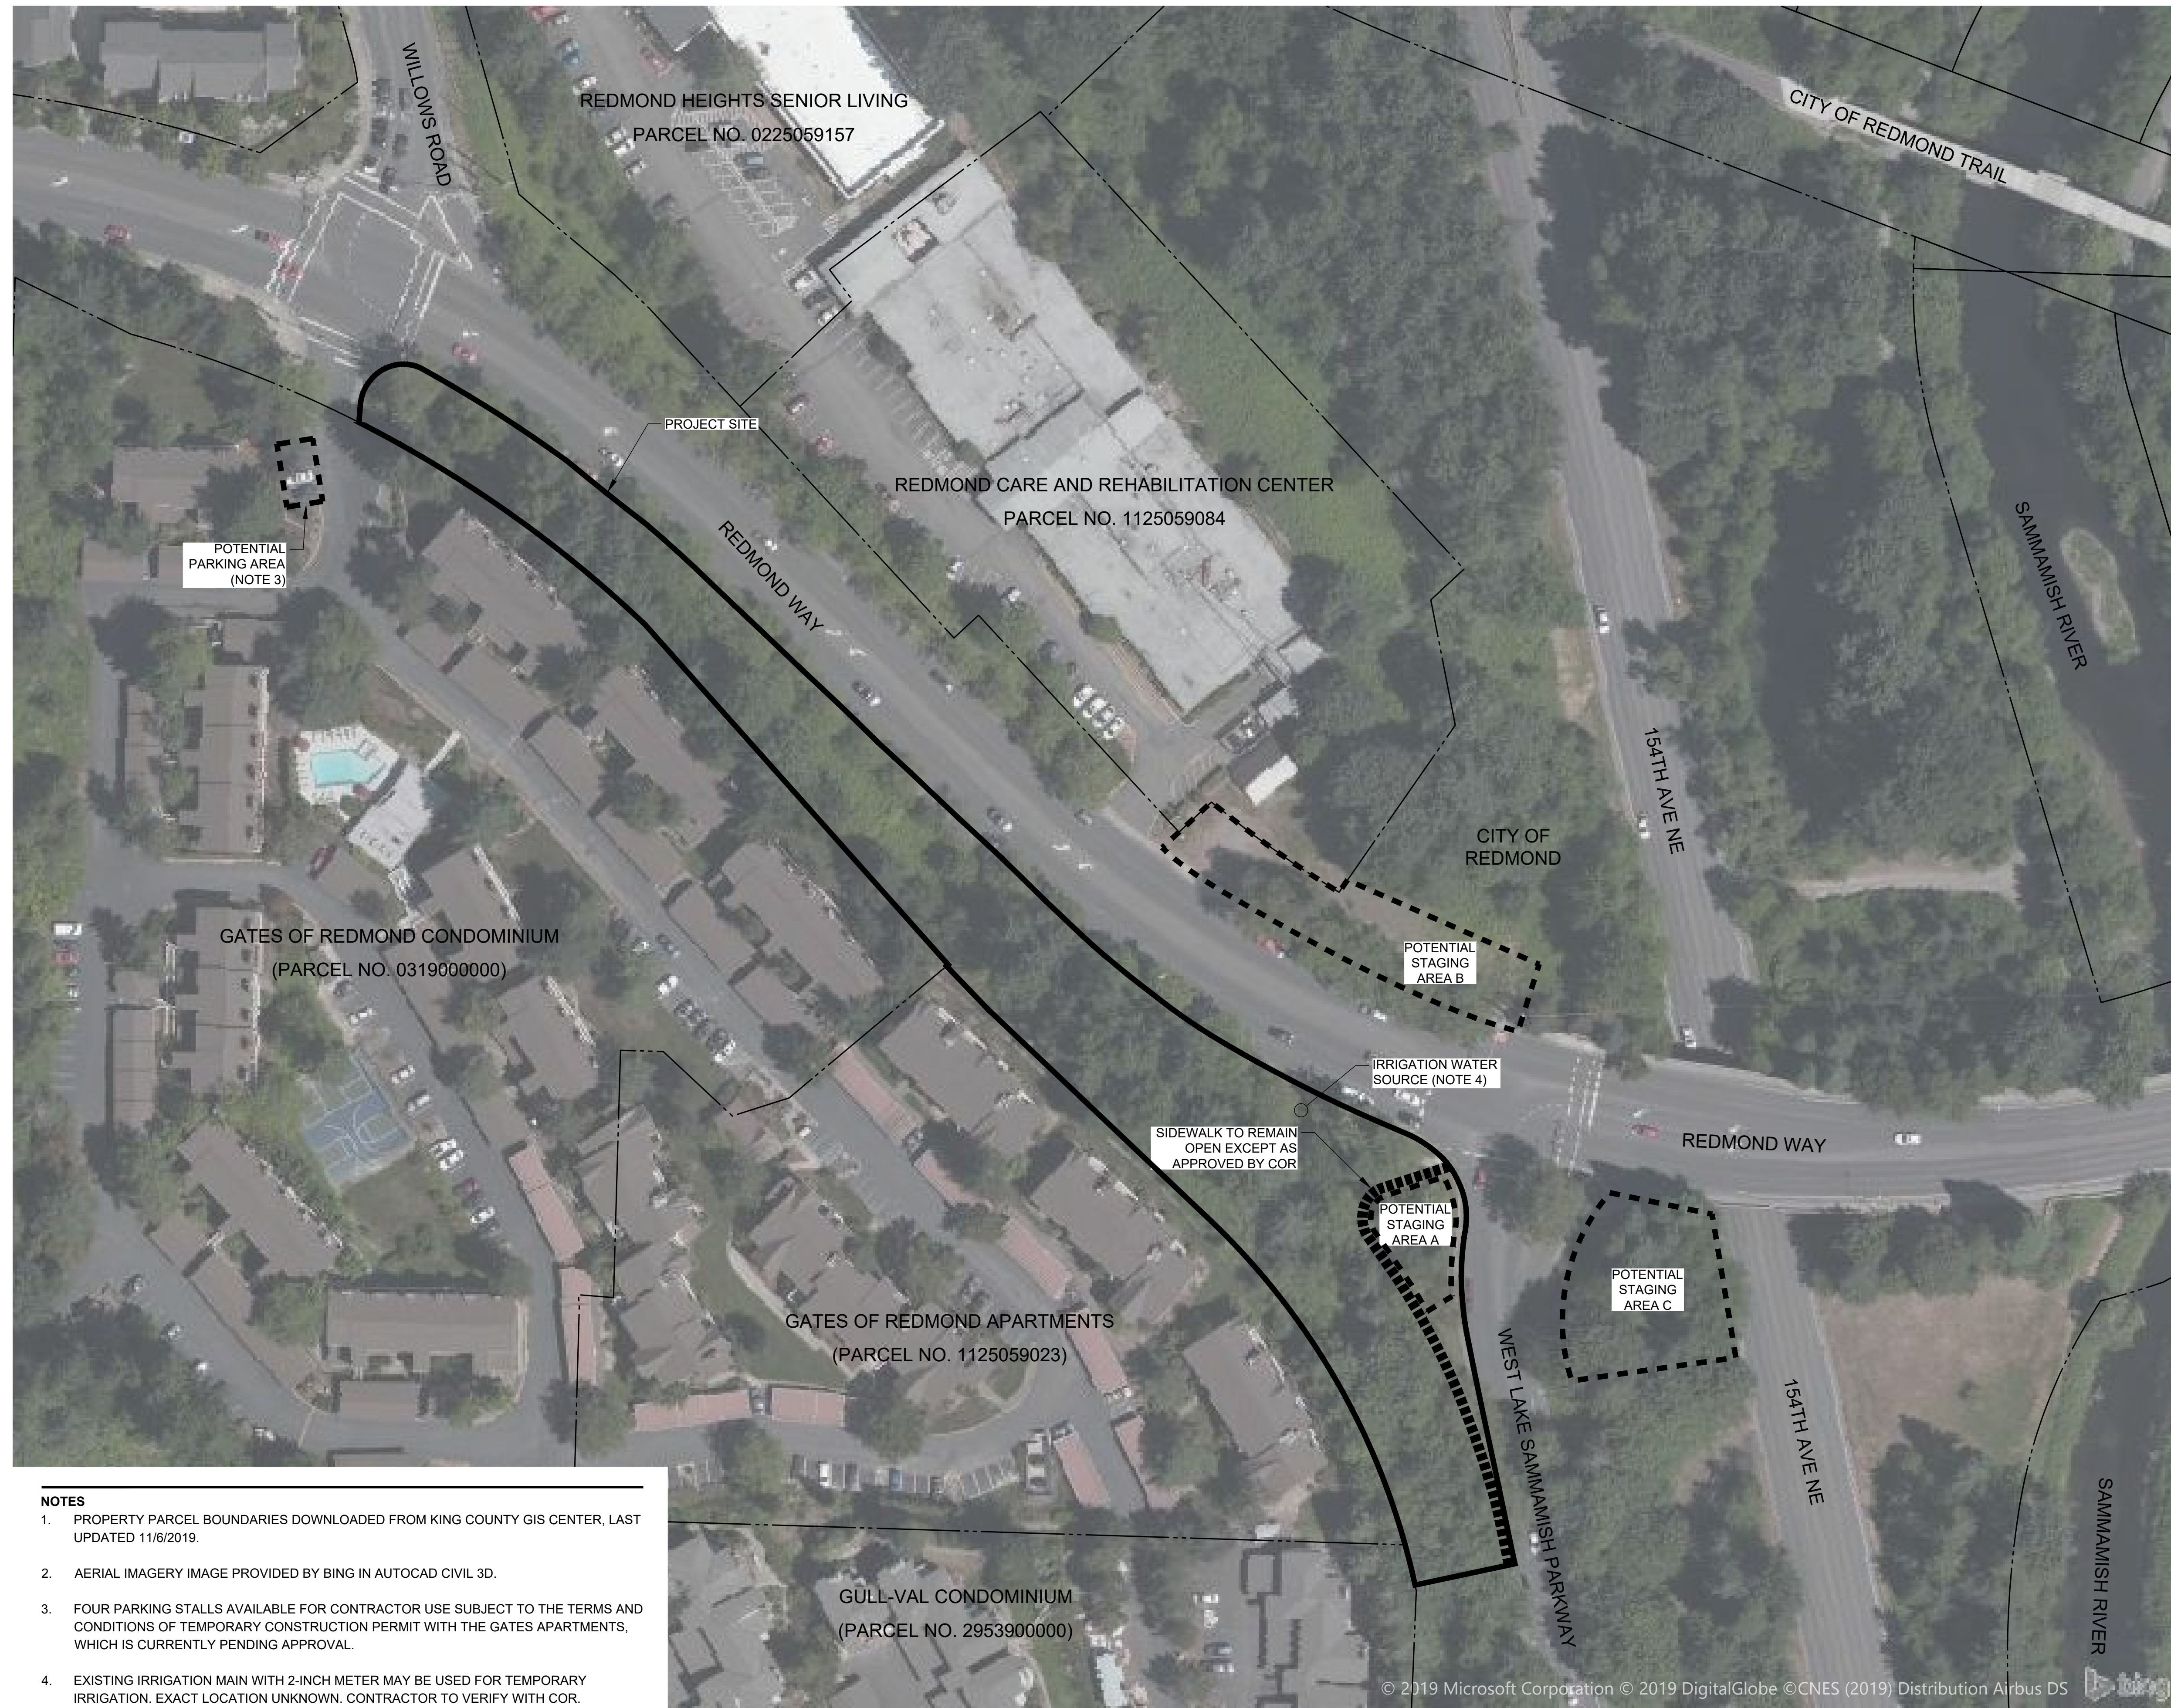 WILLOWS ROAD
REDMOND HEIGHTS SENIOR LIVING
PARCEL NO. 0225059157
CITY OF REDMOND TRAIL
PROJECT SITE
REDMOND CARE AND REHABILITATION CENTER
PARCEL NO. 1125059084
REDMOND WAY
POTENTIAL
PARKING AREA
(NOTE 3)
SAMMAMISH RIVER
154TH AVE NE
CITY OF
REDMOND
GATES OF REDMOND CONDOMINIUM
(PARCEL NO. 0319000000)
POTENTIAL
STAGING
AREA B
IRRIGATION WATER
SOURCE (NOTE 4)
SIDEWALK TO REMAIN
OPEN EXCEPT AS
APPROVED BY COR
REDMOND WAY
POTENTIAL
STAGING
AREA A
POTENTIAL
STAGING
AREA C
GATES OF REDMOND APARTMENTS
(PARCEL NO. 1125059023)
WEST LAKE SAMMAMISH PARKWAY
154TH AVE NE
SAMMAMISH RIVER
GULL-VAL CONDOMINIUM
(PARCEL NO. 2953900000)
NOTES
1. PROPERTY PARCEL BOUNDARIES DOWNLOADED FROM KING COUNTY GIS CENTER, LAST
UPDATED 11/6/2019.
2. AERIAL IMAGERY IMAGE PROVIDED BY BING IN AUTOCAD CIVIL 3D.
3. FOUR PARKING STALLS AVAILABLE FOR CONTRACTOR USE SUBJECT TO THE TERMS AND
CONDITIONS OF TEMPORARY CONSTRUCTION PERMIT WITH THE GATES APARTMENTS,
WHICH IS CURRENTLY PENDING APPROVAL.
4. EXISTING IRRIGATION MAIN WITH 2-INCH METER MAY BE USED FOR TEMPORARY
IRRIGATION. EXACT LOCATION UNKNOWN. CONTRACTOR TO VERIFY WITH COR.
© 2019 Microsoft Corporation © 2019 DigitalGlobe ©CNES (2019) Distribution Airbus DS